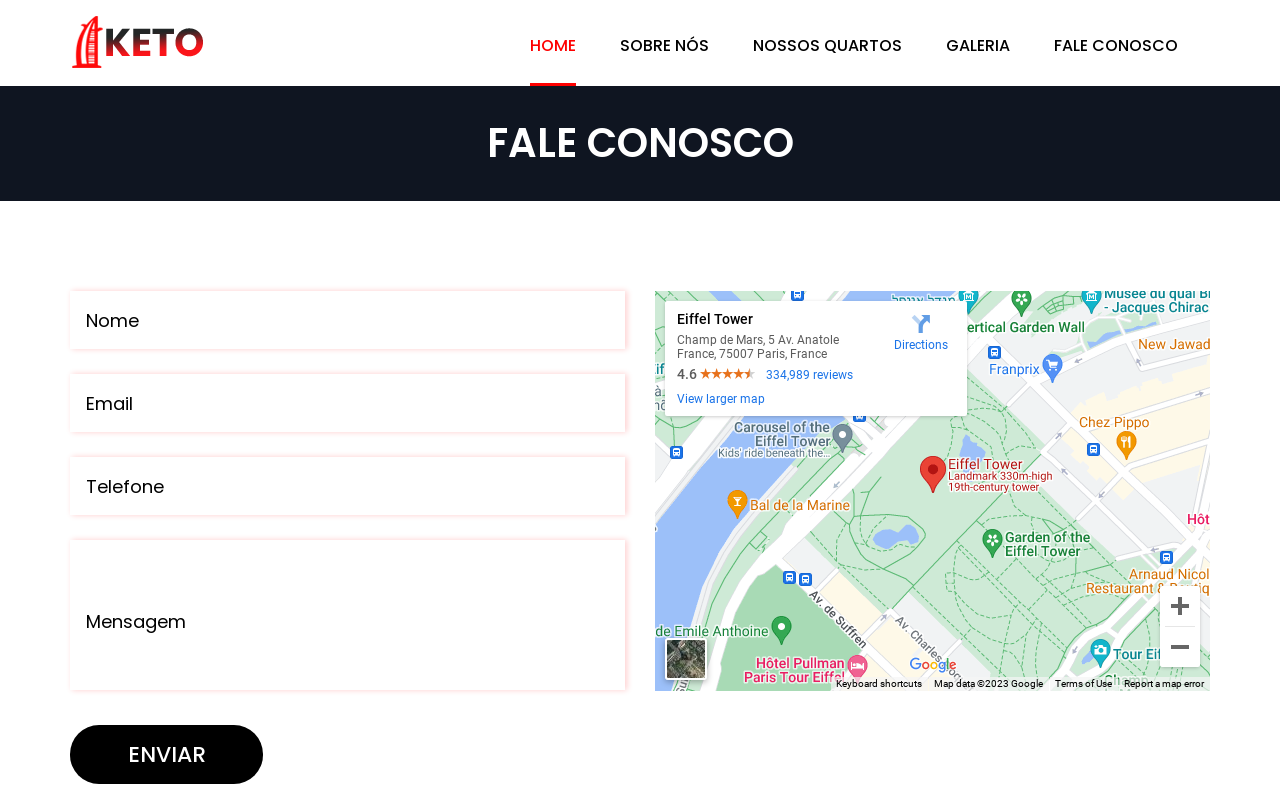 KETO
HOME
SOBRE NÓS
NOSSOS QUARTOS
GALERIA
FALE CONOSCO
FALE CONOSCO
Nome
Email
Telefone
Mensagem
ENVIAR
Eiffel Tower
Champ de Mars, 5 Av. Anatole
France, 75007 Paris, France
4.6
334,989 reviews
View larger map
Directions
Musée du quai B
- Jacques Chirac
ertical Garden Wall
New Jawad
Franprix
Chez Pippo
Carousel of the
Eiffel Tower
Kids' ride beneath the...
Eiffel Tower
Landmark 330m-high
19th-century tower
Bal de la Marine
Hôt
Garden of the
Eiffel Tower
Arnaud Nicol
Av. de Suffren
Av. Charles
de Emile Anthoine
Hôtel Pullman
Paris Tour Eiffel
Tour Ei
Google
Keyboard shortcuts
Map data ©2023 Google
Terms of Use
Report a map error